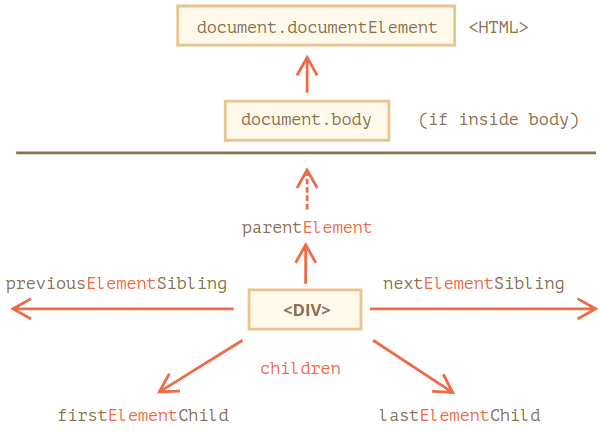 document.documentElement <HTML>
document.body (if inside body)
parentElement
previousElementSibling nextElementSibling
<DIV>
children
firstElementChild lastElementChild